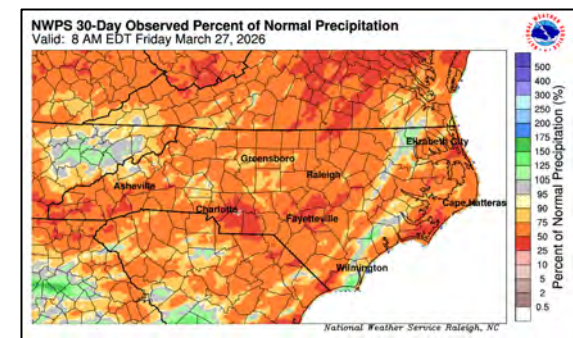 NWPS 30-Day Observed Percent of Normal Precipitation
Valid: 8 AM EDT Friday March 27, 2026
Greensboro
Elizabeth City
Raleigh
Asheville
Charlotte
Fayetteville
Cape Hatteras
Wilmington
National Weather Service Raleigh, NC
500
400
300
250
200
175
150
125
105
95
90
75
50
25
10
5
2
0.5
Percent of Normal Precipitation (%)